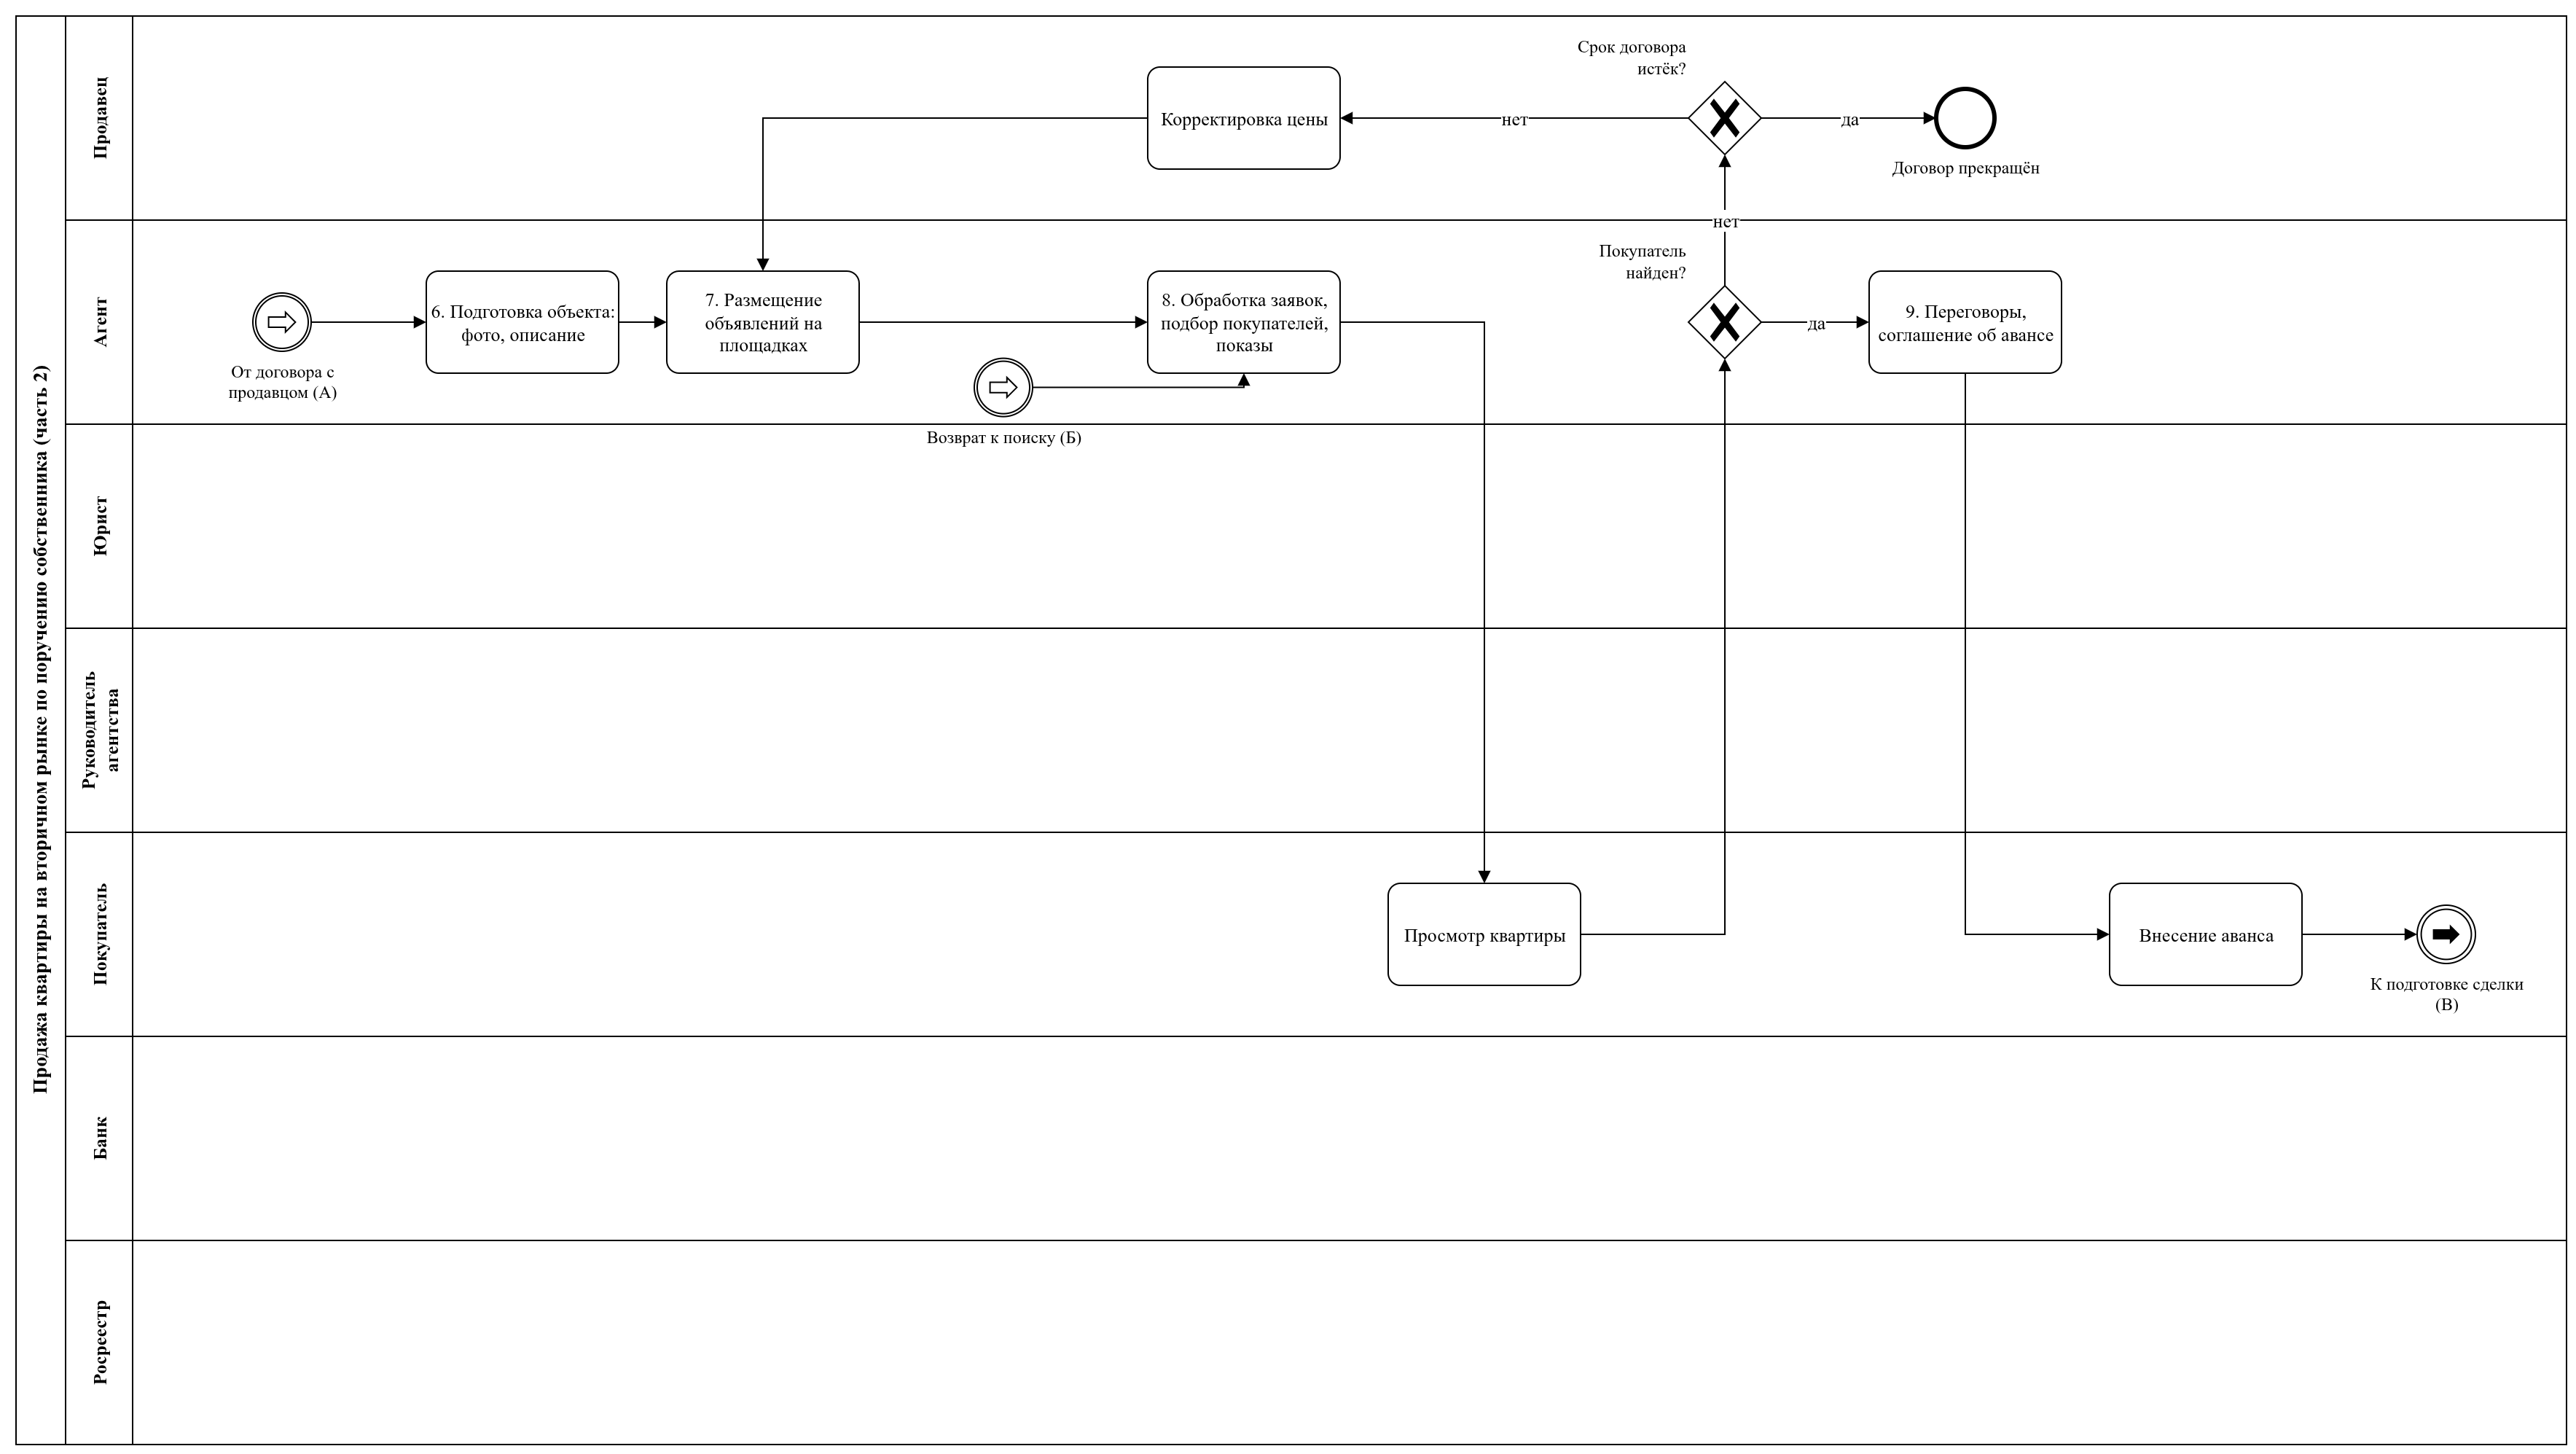 Продажа квартиры на вторичном рынке по поручению собственника (часть 2)
Продавец
Корректировка цены
нет
Срок договора
истёк?
да
Договор прекращён
нет
Агент
От договора с
продавцом (А)
6. Подготовка объекта:
фото, описание
7. Размещение
объявлений на
площадках
Возврат к поиску (Б)
8. Обработка заявок,
подбор покупателей,
показы
Покупатель
найден?
да
9. Переговоры,
соглашение об авансе
Юрист
Руководитель
агентства
Покупатель
Просмотр квартиры
Внесение аванса
К подготовке сделки
(В)
Банк
Росреестр